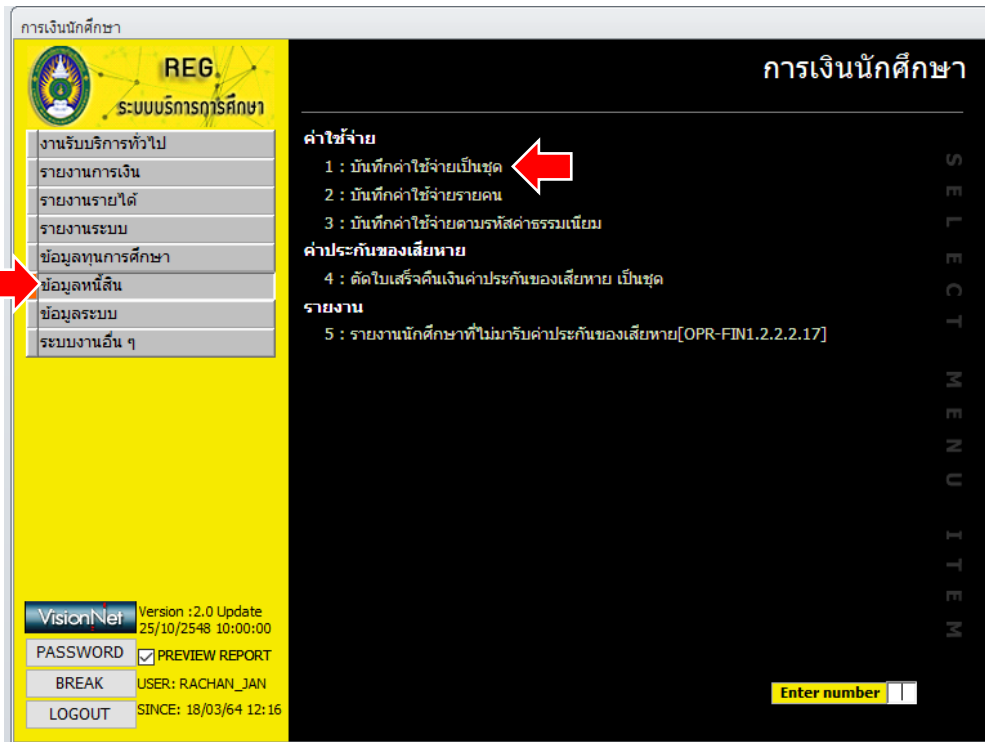 การเงินนักศึกษา
REG.
ระบบบริการการศึกษา
งานรับบริการทั่วไป
รายงานการเงิน
รายงานรายได้
รายงานระบบ
ข้อมูลทุนการศึกษา
ข้อมูลหนี้สิน
ข้อมูลระบบ
ระบบงานอื่น ๆ
VisionNet
Version :2.0 Update
25/10/2548 10:00:00
PASSWORD
PREVIEW REPORT
BREAK
USER: RACHAN_JAN
LOGOUT
SINCE: 18/03/64 12:16
การเงินนักศึกษา
ค่าใช้จ่าย
1 : บันทึกค่าใช้จ่ายเป็นชุด
2 : บันทึกค่าใช้จ่ายรายคน
3 : บันทึกค่าใช้จ่ายตามรหัสค่าธรรมเนียม
ค่าประกันของเสียหาย
4 : ตัดใบเสร็จคืนเงินค่าประกันของเสียหาย เป็นชุด
รายงาน
5 : รายงานนักศึกษาที่ไม่มารับค่าประกันของเสียหาย[OPR-FIN1.2.2.2.17]
SELECT MENU ITEM
Enter number